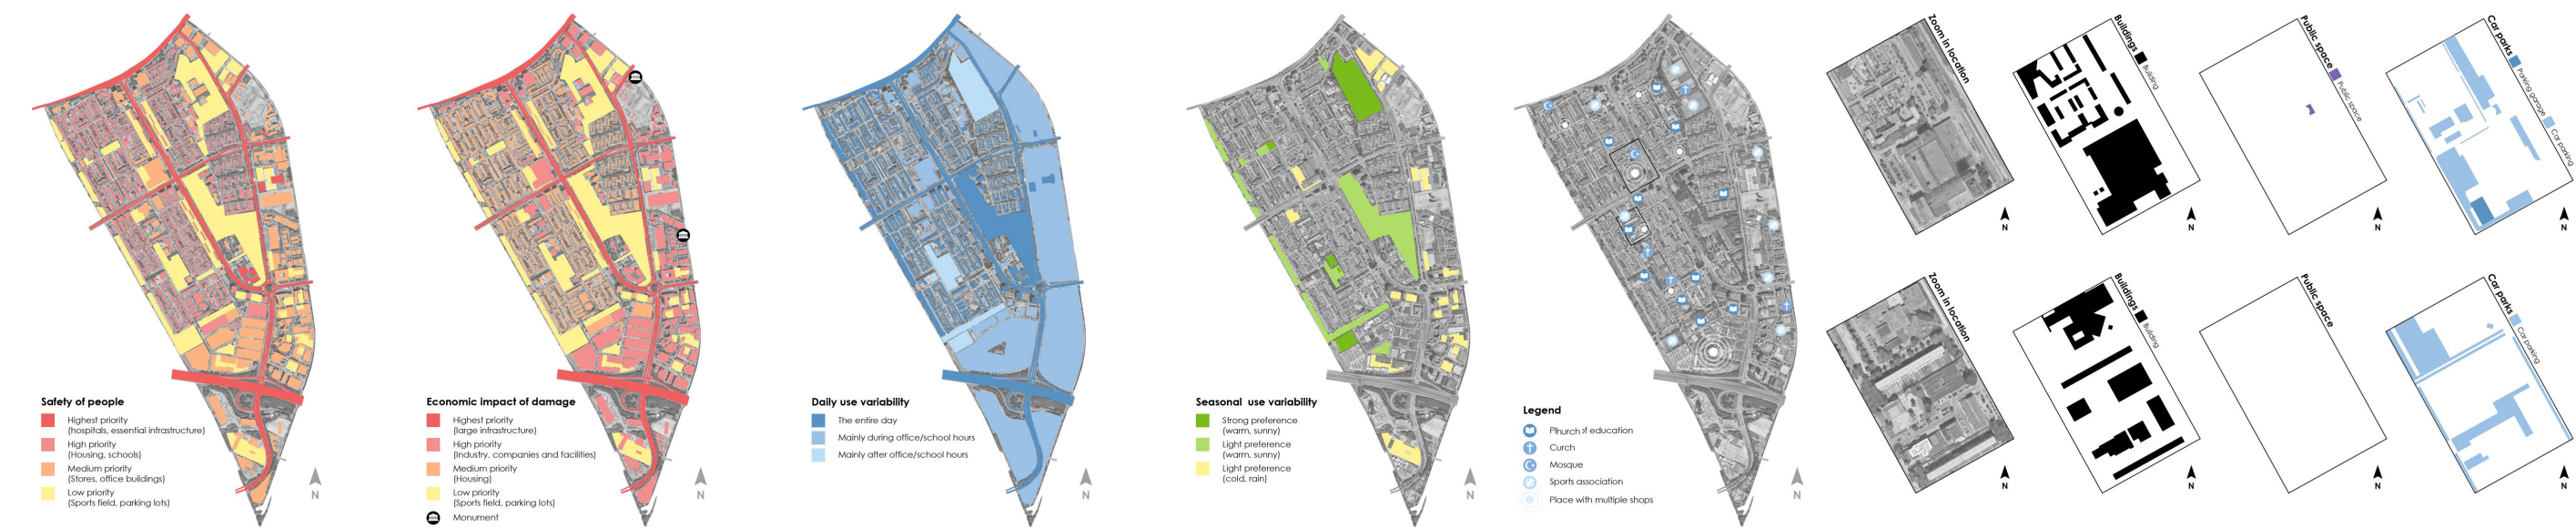 Safety of people
Highest priority
(hospitals, essential infrastructure)
High priority
(Housing, schools)
Medium priority
(Stores, office buildings)
Low priority
(Sports field, parking lots)
N
Economic impact of damage
Highest priority
(large infrastructure)
High priority
(Industry, companies and facilities)
Medium priority
(Housing)
Low priority
(Sports field, parking lots)
Monument
N
Daily use variability
The entire day
Mainly during office/school hours
Mainly after office/school hours
N
Seasonal use variability
Strong preference
(warm, sunny)
Light preference
(warm, sunny)
Light preference
(cold, rain)
N
Legend
of education
Curch
Mosque
Sports association
Place with multiple shops
N
Zoom in location
N
Buildings
Building
N
Public space
Public space
N
Car parks
Parking garage
Car parking
N
Zoom in location
N
Buildings
Building
N
Public space
N
Car parks
Car parking
N